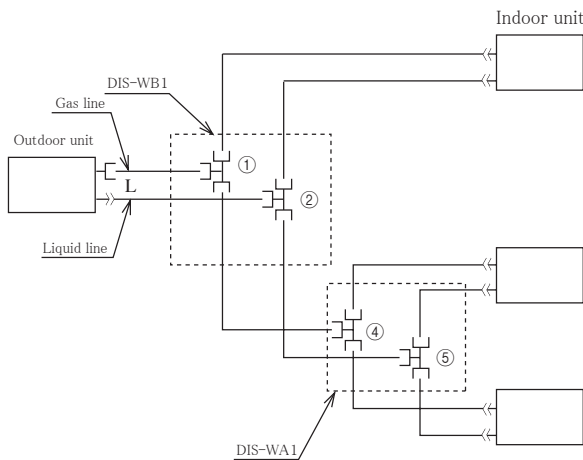 Indoor unit
DIS-WB1
Gas line
Outdoor unit
①
L
②
Liquid line
④
⑤
DIS-WA1